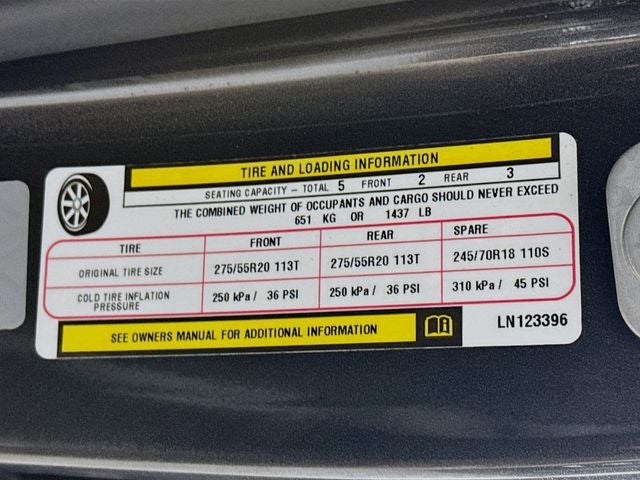 TIRE AND LOADING INFORMATION
SEATING CAPACITY - TOTAL 5 FRONT 2 REAR 3
THE COMBINED WEIGHT OF OCCUPANTS AND CARGO SHOULD NEVER EXCEED
651 KG OR 1437 LB
TIRE FRONT REAR SPARE
ORIGINAL TIRE SIZE 275/55R20 113T 275/55R20 113T 245/70R18 110S
COLD TIRE INFLATION PRESSURE 250 kPa / 36 PSI 250 kPa / 36 PSI 310 kPa / 45 PSI
SEE OWNERS MANUAL FOR ADDITIONAL INFORMATION
LN123396